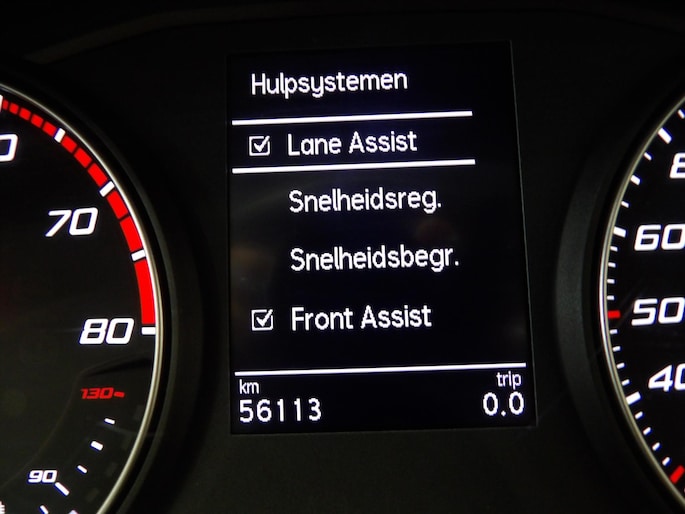 Hulpsystemen
Lane Assist
Snelheidsreg.
Snelheidsbegr.
Front Assist
km
56113
trip
0.0
70
80
130
90
60
50
40